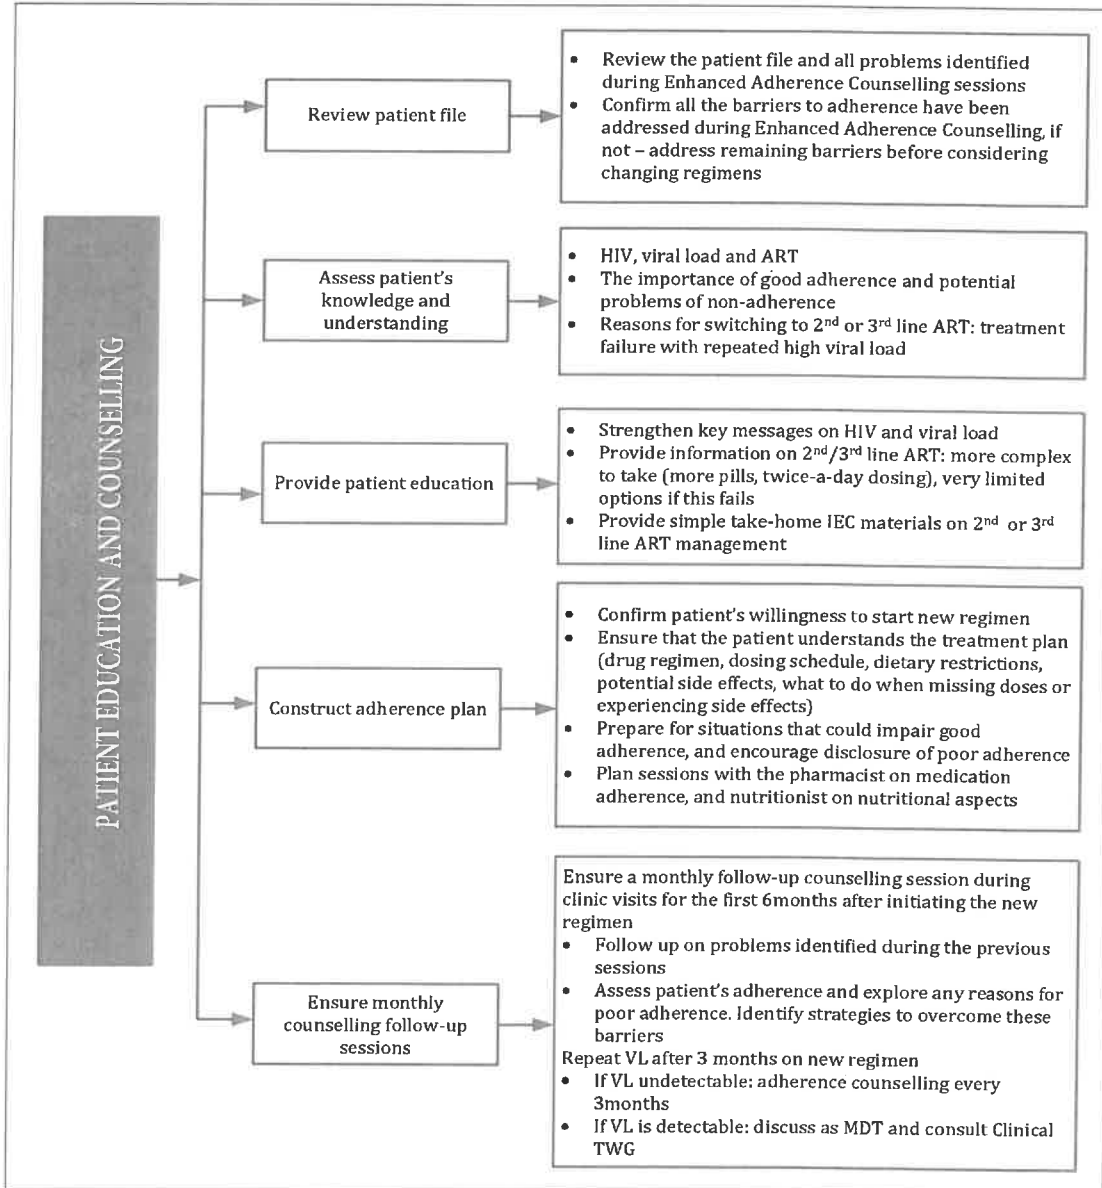 PATIENT EDUCATION AND COUNSELLING
Review patient file
• Review the patient file and all problems identified
during Enhanced Adherence Counselling sessions
• Confirm all the barriers to adherence have been
addressed during Enhanced Adherence Counselling, if
not – address remaining barriers before considering
changing regimens
Assess patient's
knowledge and
understanding
• HIV, viral load and ART
• The importance of good adherence and potential
problems of non-adherence
• Reasons for switching to 2nd or 3rd line ART: treatment
failure with repeated high viral load
Provide patient education
• Strengthen key messages on HIV and viral load
• Provide information on 2nd/3rd line ART: more complex
to take (more pills, twice-a-day dosing), very limited
options if this fails
• Provide simple take-home IEC materials on 2nd or 3rd
line ART management
Construct adherence plan
• Confirm patient's willingness to start new regimen
• Ensure that the patient understands the treatment plan
(drug regimen, dosing schedule, dietary restrictions,
potential side effects, what to do when missing doses or
experiencing side effects)
• Prepare for situations that could impair good
adherence, and encourage disclosure of poor adherence
• Plan sessions with the pharmacist on medication
adherence, and nutritionist on nutritional aspects
Ensure monthly
counselling follow-up
sessions
Ensure a monthly follow-up counselling session during
clinic visits for the first 6months after initiating the new
regimen
• Follow up on problems identified during the previous
sessions
• Assess patient's adherence and explore any reasons for
poor adherence. Identify strategies to overcome these
barriers
Repeat VL after 3 months on new regimen
• If VL undetectable: adherence counselling every
3months
• If VL is detectable: discuss as MDT and consult Clinical
TWG